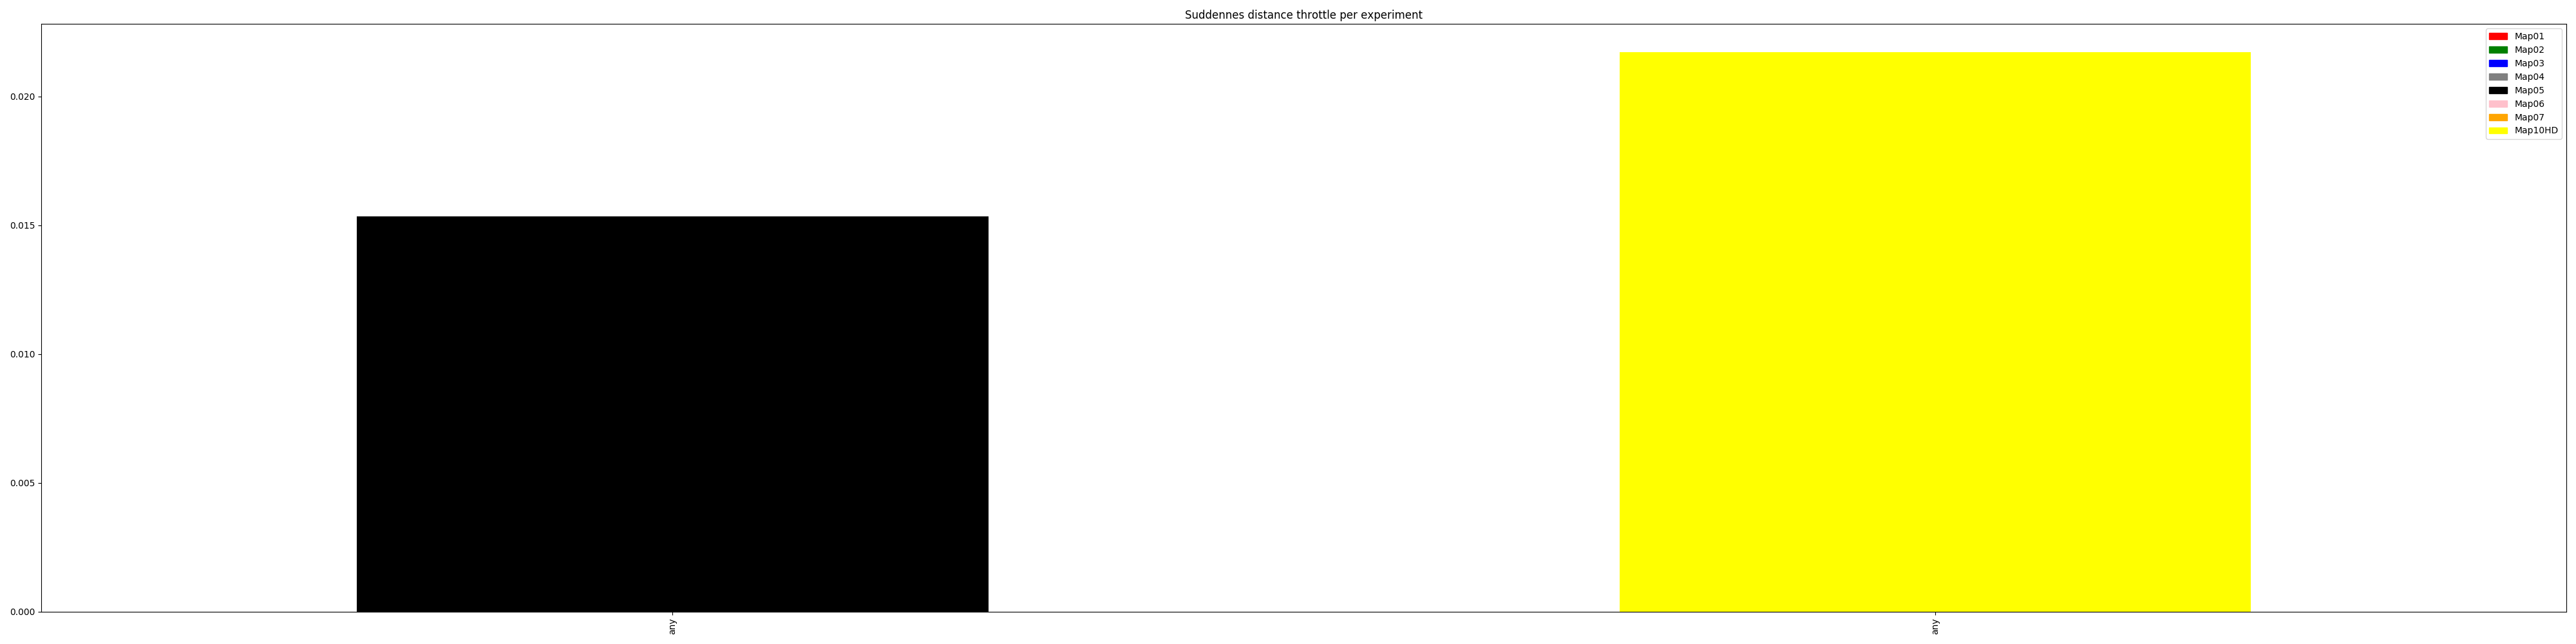 Suddennes distance throttle per experiment
Map01
Map02
Map03
Map04
Map05
Map06
Map07
Map10HD
0.020
0.015
0.010
0.005
0.000
any
any